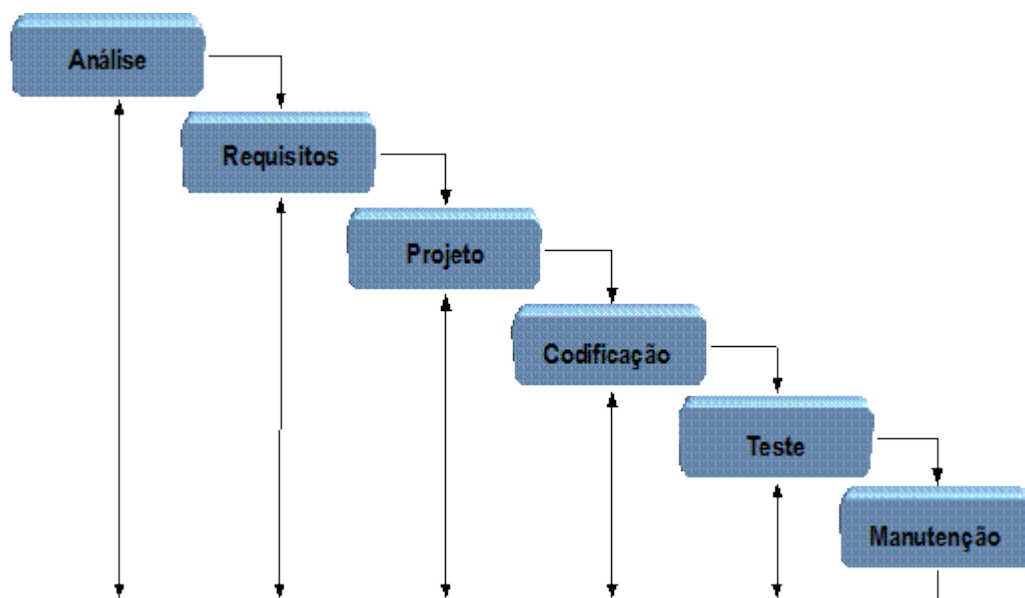 Análise
Requisitos
Projeto
Codificação
Teste
Manutenção